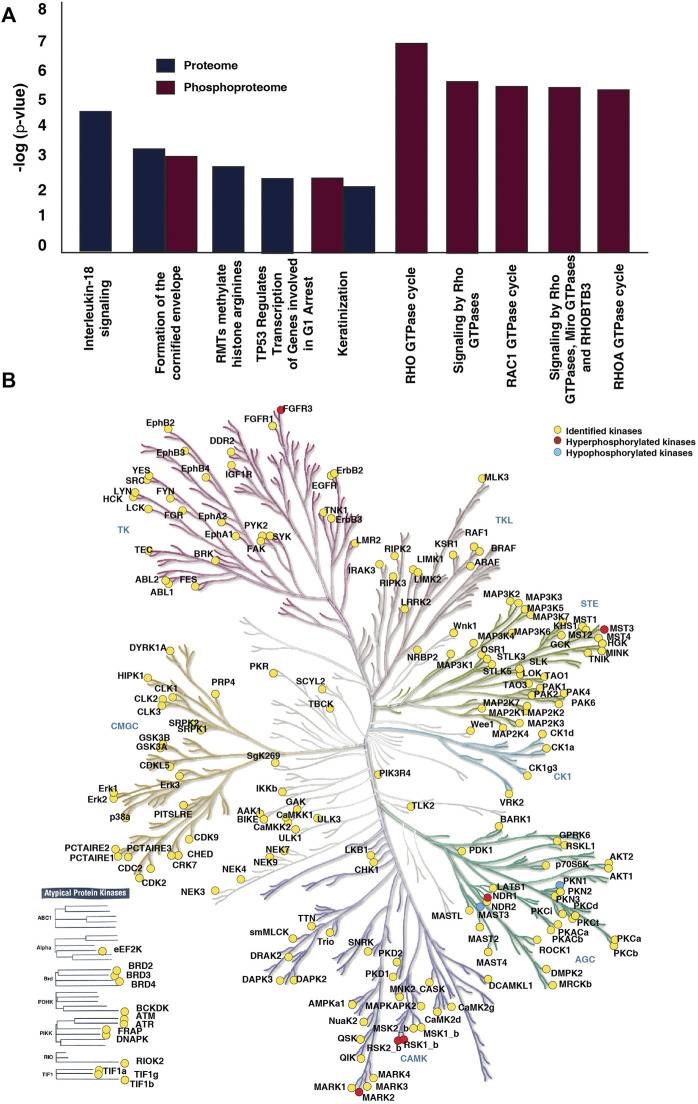 A
-log (p-vlue)
8
7
6
5
4
3
2
1
0
Proteome
Phosphoproteome
Interleukin-18
signaling
Formation of the
cornified envelope
RMTs methylate
histone arginines
TP53 Regulates
Transcription
of Genes involved
in G1 Arrest
Keratinization
RHO GTPase cycle
Signaling by Rho
GTPases
RAC1 GTPase cycle
Signaling by Rho
GTPases, Miro GTPases
and RHOBTB3
RHOA GTPase cycle
B
Identified kinases
Hyperphosphorylated kinases
Hypophosphorylated kinases
FGFR3
FGFR1
EphB2
DDR2
EphB3
EphB4
IGF1R
YES
SRC
ErbB2
EGFR
LYN
HCK
FYN
LCK
FGR
EphA2
TNK1
ErbB3
TK
EphA1
PYK2
FAK
SYK
LMR2
TEC
BRK
ABL2
ABL1
FES
MLK3
TKL
RIPK2
KSR1
RAF1
BRAF
IRAK3
LIMK1
ARAF
RIPK3
LIMK2
LRRK2
STE
MAP3K2
MAP3K3
MAP3K5
MAP3K7
MST1
MST3
Wnk1
KHS1
MAP3K4
MAP3K6
MST2
MST4
GCK
HGK
NRBP2
OSR1
MINK
MAP3K1
STLK3
SLK
TNIK
STLK5
LOK
TAO1
TAO3
PAK1
PAK2
PAK4
MAP2K7
PAK6
MAP2K1
MAP2K2
Wee1
MAP2K3
MAP2K4
CK1d
CK1a
CK1g3
CK1
VRK2
DYRK1A
PKR
HIPK1
CLK1
PRP4
SCYL2
CLK2
TBCK
CLK3
CMGC
SRPK2
SRPK1
GSK3B
GSK3A
SgK269
CDKL5
PIK3R4
Erk1
Erk3
Erk2
IKKb
TLK2
p38a
PITSLRE
GAK
AAK1
CaMKK1
BIKE
ULK3
BARK1
CaMKK2
GPRK6
CDK9
ULK1
PCTAIRE2
PCTAIRE3
NEK7
LKB1
PDK1
RSKL1
PCTAIRE1
CHED
NEK9
CHK1
p70S6K
AKT2
CDC2
CRK7
NEK4
AKT1
CDK2
NEK3
LATS1
PKN1
NDR1
PKN2
NDR2
PKN3
PKCd
MASTL
MAST3
PKCi
PKCt
TTN
PKACa
smMLCK
Trio
SNRK
MAST2
PKACb
PKCa
ROCK1
PKCb
DRAK2
PKD2
MAST4
AGC
DMPK2
DAPK3
DAPK2
PKD1
DCAMKL1
MRCKb
MNK2
CASK
AMPKa1
MAPKAPK2
CaMK2g
NuaK2
CaMK2d
MSK2_b
MSK1_b
QSK
RSK2_b
RSK1_b
QIK
CAMK
MARK4
MARK1
MARK3
MARK2
Atypical Protein Kinases
ABC1
Alpha
eEF2K
Brd
BRD2
BRD3
BRD4
PDHK
BCKDK
PIKK
ATM
ATR
FRAP
DNAPK
RIO
RIOK2
TIF1
TIF1a
TIF1g
TIF1b